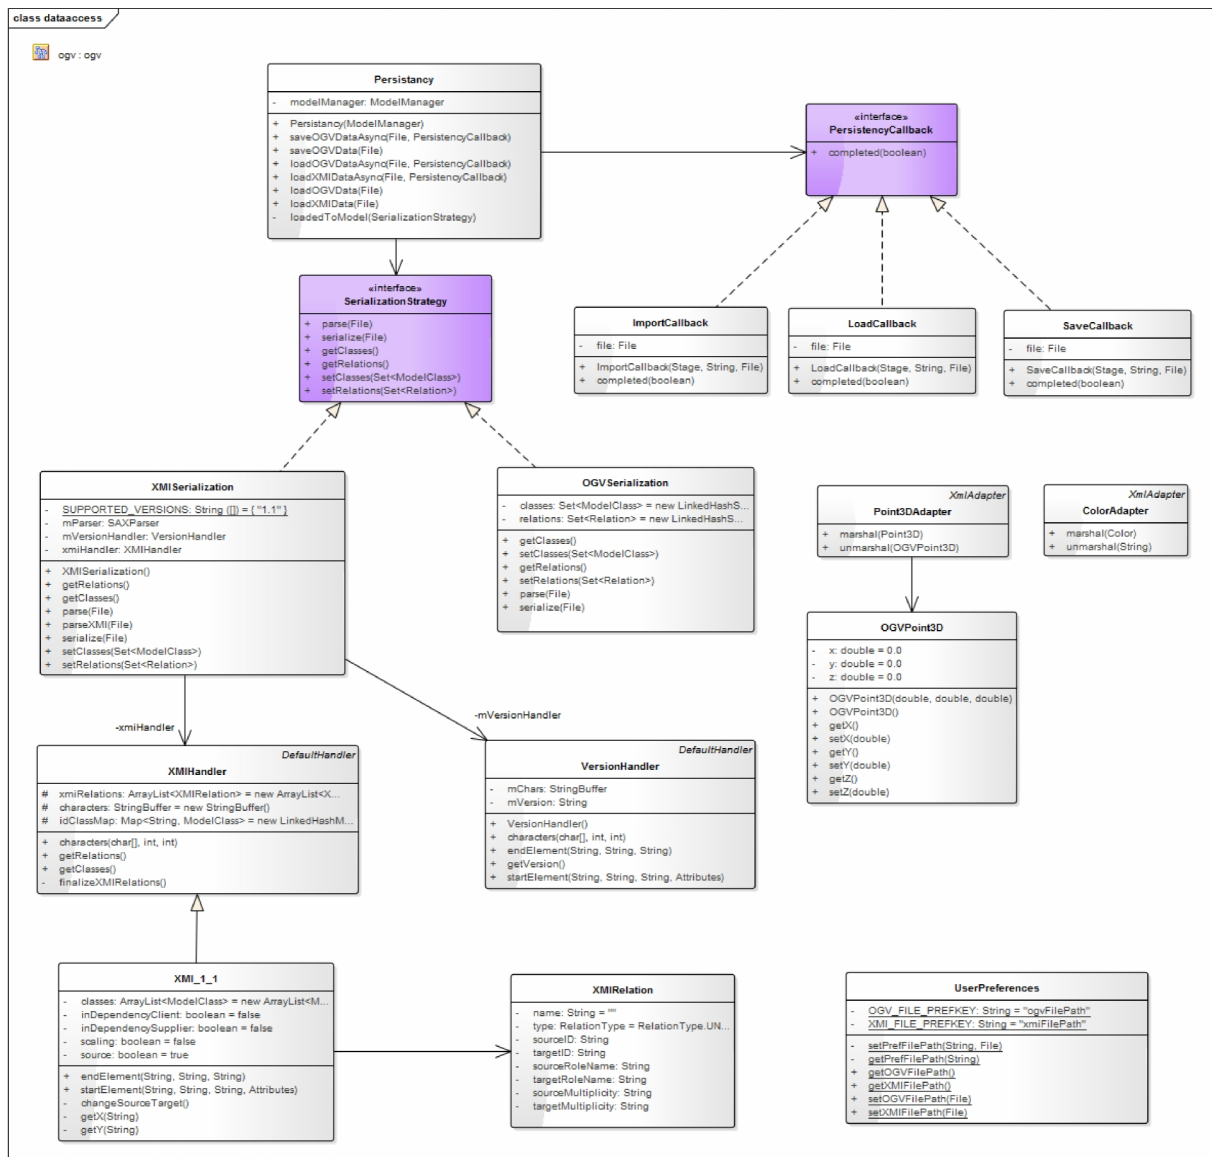 class dataaccess
ogv : ogv
Persistancy
- modelManager: ModelManager
+ Persistancy(ModelManager)
+ saveOGVDataAsync(File, PersistencyCallback)
+ saveOGVData(File)
+ loadOGVDataAsync(File, PersistencyCallback)
+ loadXMIDataAsync(File, PersistencyCallback)
+ loadOGVData(File)
+ loadXMIData(File)
- loadedToModel(SerializationStrategy)
«interface»
PersistencyCallback
+ completed(boolean)
«interface»
SerializationStrategy
+ parse(File)
+ serialize(File)
+ getClasses()
+ getRelations()
+ setClasses(Set<ModelClass>)
+ setRelations(Set<Relation>)
ImportCallback
- file: File
+ ImportCallback(Stage, String, File)
+ completed(boolean)
LoadCallback
- file: File
+ LoadCallback(Stage, String, File)
+ completed(boolean)
SaveCallback
- file: File
+ SaveCallback(Stage, String, File)
+ completed(boolean)
XMISerialization
- SUPPORTED_VERSIONS: String ([]) = { "1.1" }
- mParser: SAXParser
- mVersionHandler: VersionHandler
- xmiHandler: XMIHandler
+ XMISerialization()
+ getRelations()
+ getClasses()
+ parse(File)
+ parseXMI(File)
+ serialize(File)
+ setClasses(Set<ModelClass>)
+ setRelations(Set<Relation>)
OGVSerialization
- classes: Set<ModelClass> = new LinkedHashS...
- relations: Set<Relation> = new LinkedHashS...
+ getClasses()
+ setClasses(Set<ModelClass>)
+ getRelations()
+ setRelations(Set<Relation>)
+ parse(File)
+ serialize(File)
XmlAdapter
Point3DAdapter
+ marshal(Point3D)
+ unmarshal(OGVPoint3D)
XmlAdapter
ColorAdapter
+ marshal(Color)
+ unmarshal(String)
OGVPoint3D
- x: double = 0.0
- y: double = 0.0
- z: double = 0.0
+ OGVPoint3D(double, double, double)
+ OGVPoint3D()
+ getX()
+ setX(double)
+ getY()
+ setY(double)
+ getZ()
+ setZ(double)
-xmiHandler
-mVersionHandler
DefaultHandler
XMIHandler
# xmiRelations: ArrayList<XMIRelation> = new ArrayList<X...
# characters: StringBuffer = new StringBuffer()
# idClassMap: Map<String, ModelClass> = new LinkedHashM...
+ characters(char[], int, int)
+ getRelations()
+ getClasses()
- finalizeXMIRelations()
DefaultHandler
VersionHandler
- mChars: StringBuffer
- mVersion: String
+ VersionHandler()
+ characters(char[], int, int)
+ endElement(String, String, String)
+ getVersion()
+ startElement(String, String, String, Attributes)
XMI_1_1
- classes: ArrayList<ModelClass> = new ArrayList<M...
- inDependencyClient: boolean = false
- inDependencySupplier: boolean = false
- scaling: boolean = false
- source: boolean = true
+ endElement(String, String, String)
+ startElement(String, String, String, Attributes)
- changeSourceTarget()
- getX(String)
- getY(String)
XMIRelation
- name: String = ""
- type: RelationType = RelationType.UN...
- sourceID: String
- targetID: String
- sourceRoleName: String
- targetRoleName: String
- sourceMultiplicity: String
- targetMultiplicity: String
UserPreferences
- OGV_FILE_PREFKEY: String = "ogvFilePath"
- XMI_FILE_PREFKEY: String = "xmiFilePath"
- setPrefFilePath(String, File)
- getPrefFilePath(String)
+ getOGVFilePath()
+ getXMIFilePath()
+ setOGVFilePath(File)
+ setXMIFilePath(File)